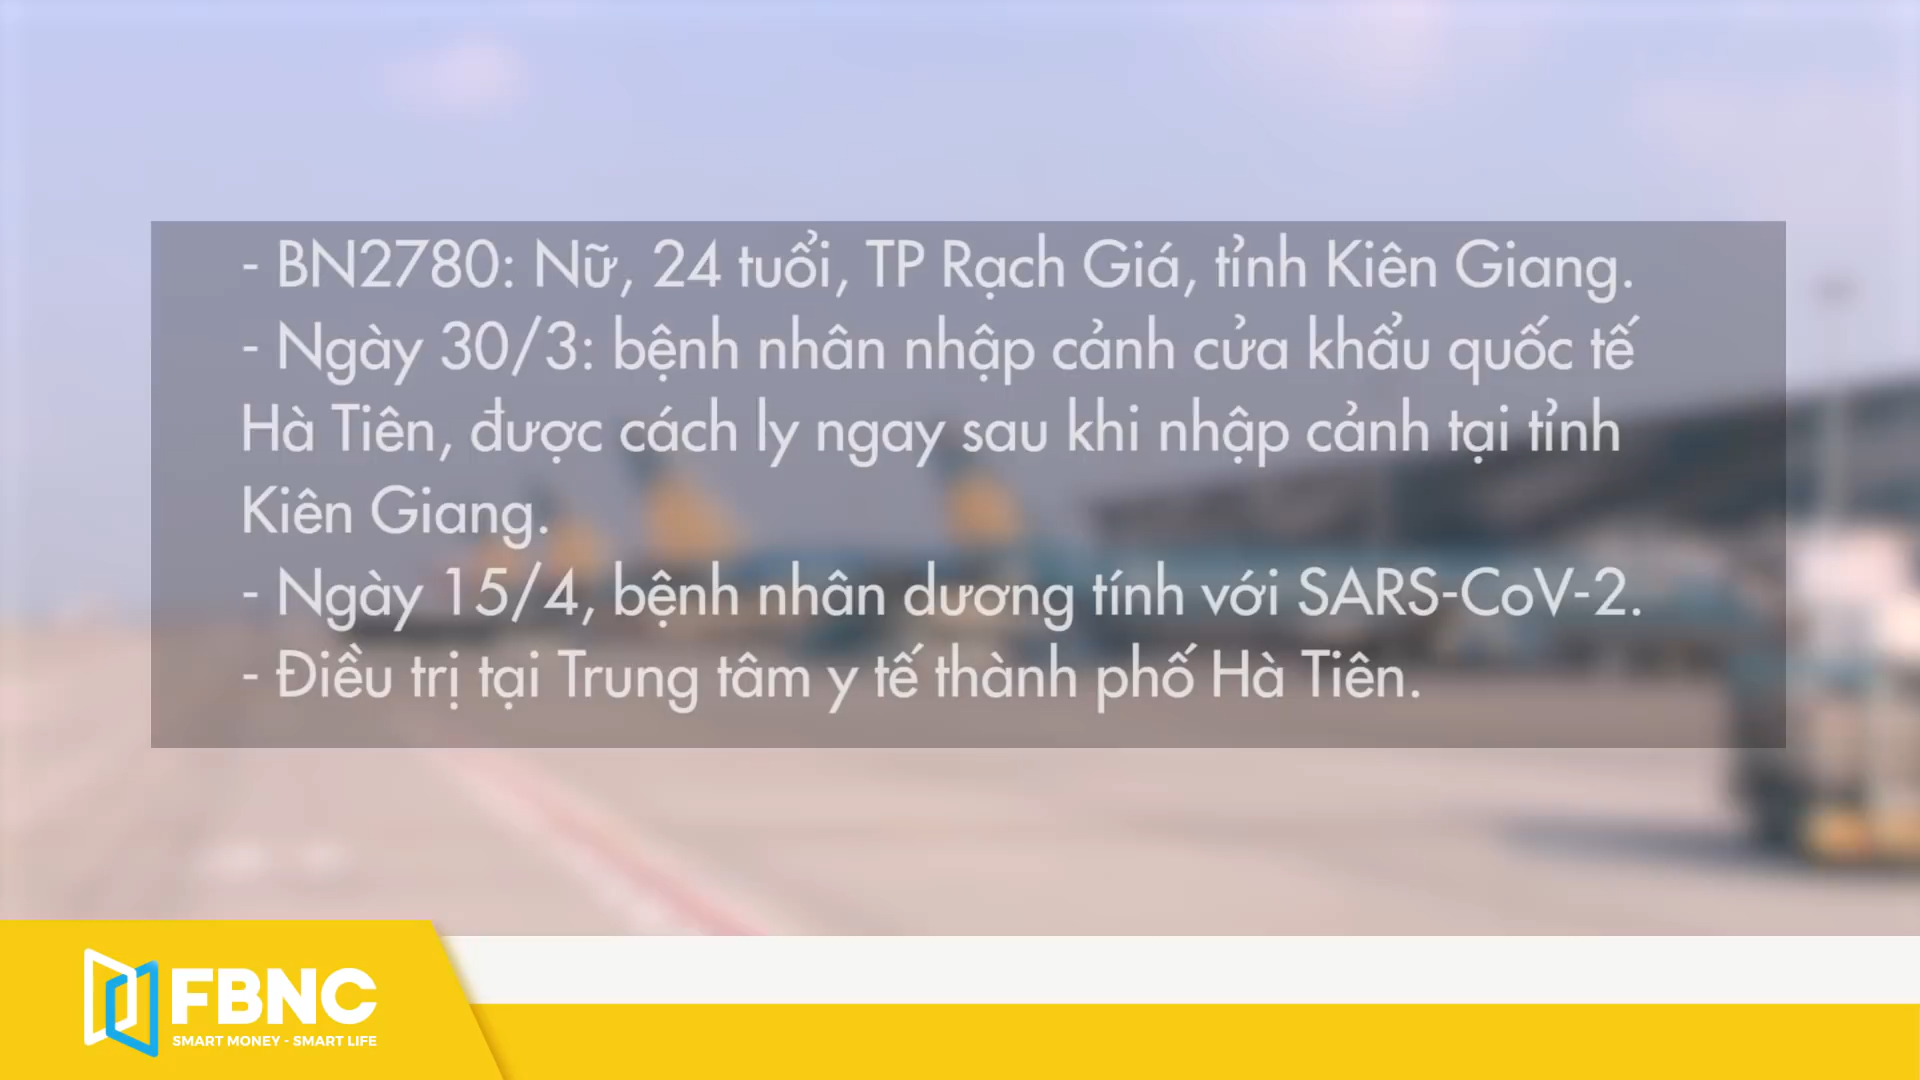 - BN2780: Nữ, 24 tuổi, TP Rạch Giá, tỉnh Kiên Giang.
- Ngày 30/3: bệnh nhân nhập cảnh cửa khẩu quốc tế
Hà Tiên, được cách ly ngay sau khi nhập cảnh tại tỉnh
Kiên Giang.
- Ngày 15/4, bệnh nhân dương tính với SARS-CoV-2.
- Điều trị tại Trung tâm y tế thành phố Hà Tiên.
FBNC
SMART MONEY - SMART LIFE